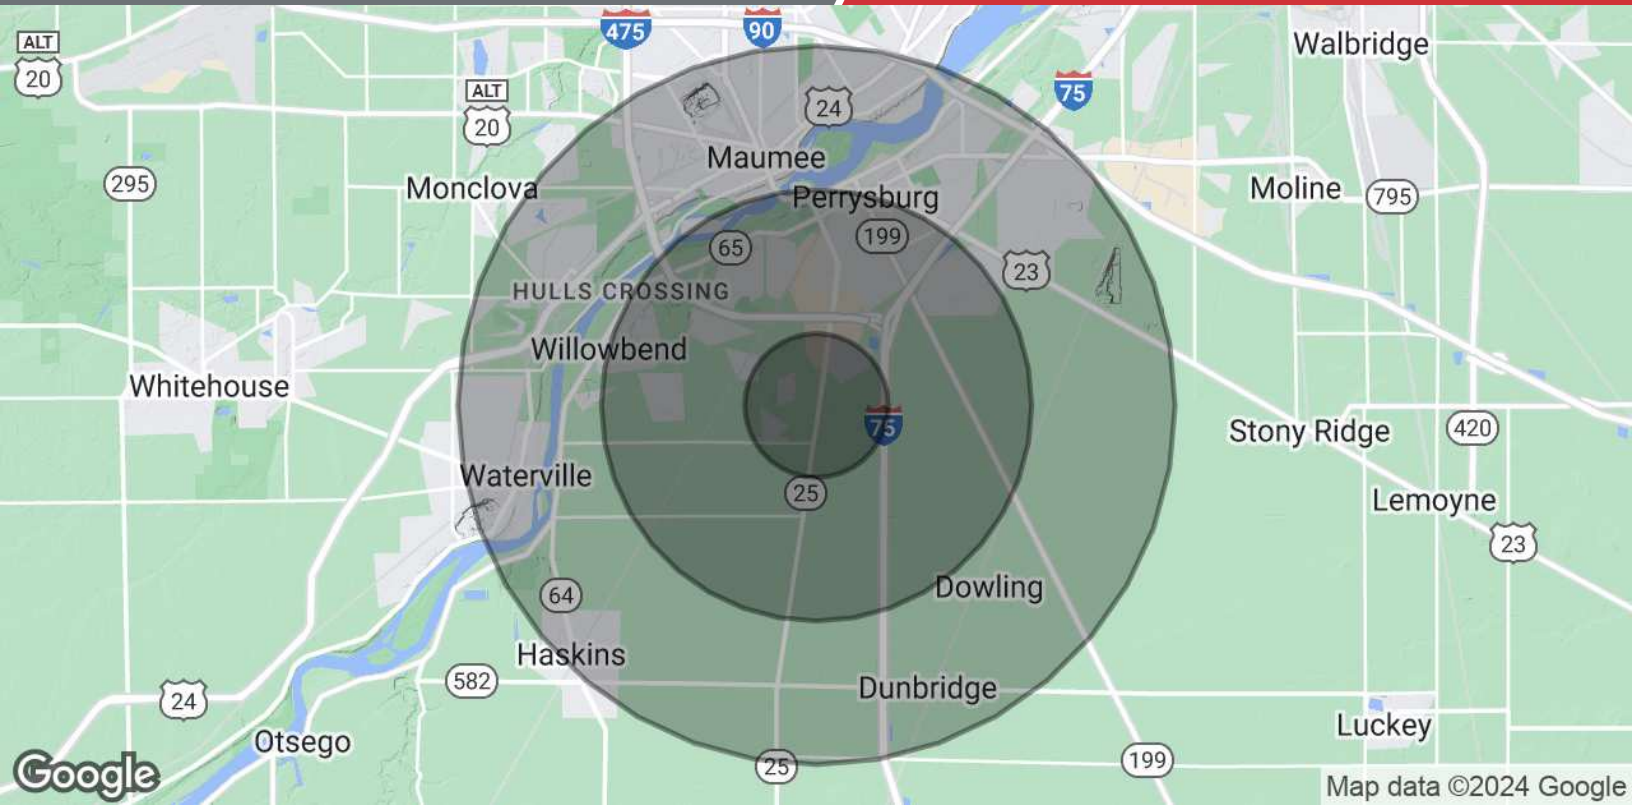 475
90
ALT
20
Walbridge
75
ALT
20
24
Maumee
295
Monclova
Perrysburg
Moline
795
65
199
23
HULLS CROSSING
Willowbend
Whitehouse
75
Stony Ridge
420
Waterville
25
Lemoyne
23
64
Dowling
Haskins
582
Dunbridge
24
Luckey
Otsego
Google
25
199
Map data ©2024 Google